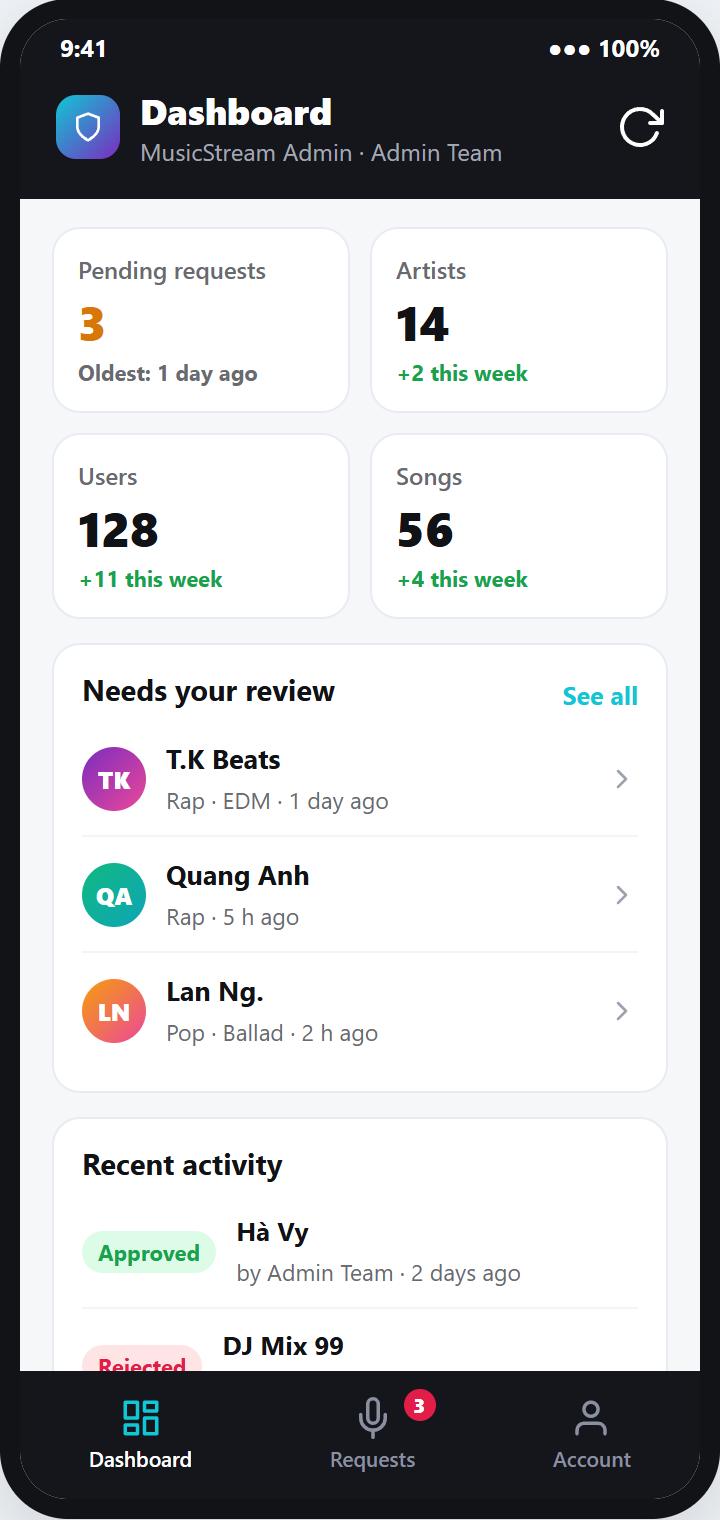 9:41
●●● 100%
Dashboard
MusicStream Admin · Admin Team
Pending requests
3
Oldest: 1 day ago
Artists
14
+2 this week
Users
128
+11 this week
Songs
56
+4 this week
Needs your review
See all
TK
T.K Beats
Rap · EDM · 1 day ago
QA
Quang Anh
Rap · 5 h ago
LN
Lan Ng.
Pop · Ballad · 2 h ago
Recent activity
Approved
Hà Vy
by Admin Team · 2 days ago
Rejected
DJ Mix 99
Dashboard
Requests
3
Account